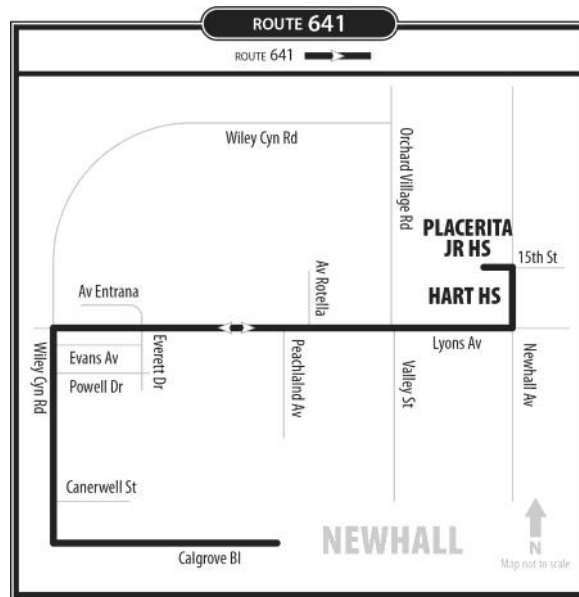 ROUTE 641
ROUTE 641
Wiley Cyn Rd
Orchard Village Rd
PLACERITA
JR HS
15th St
Av Rotella
Av Entrana
HART HS
Lyons Av
Wiley Cyn Rd
Evans Av
Everett Dr
Powell Dr
Peachlalnd Av
Valley St
Newhall Av
Canerwell St
NEWHALL
N
Calgrove Bl
Map not to scale